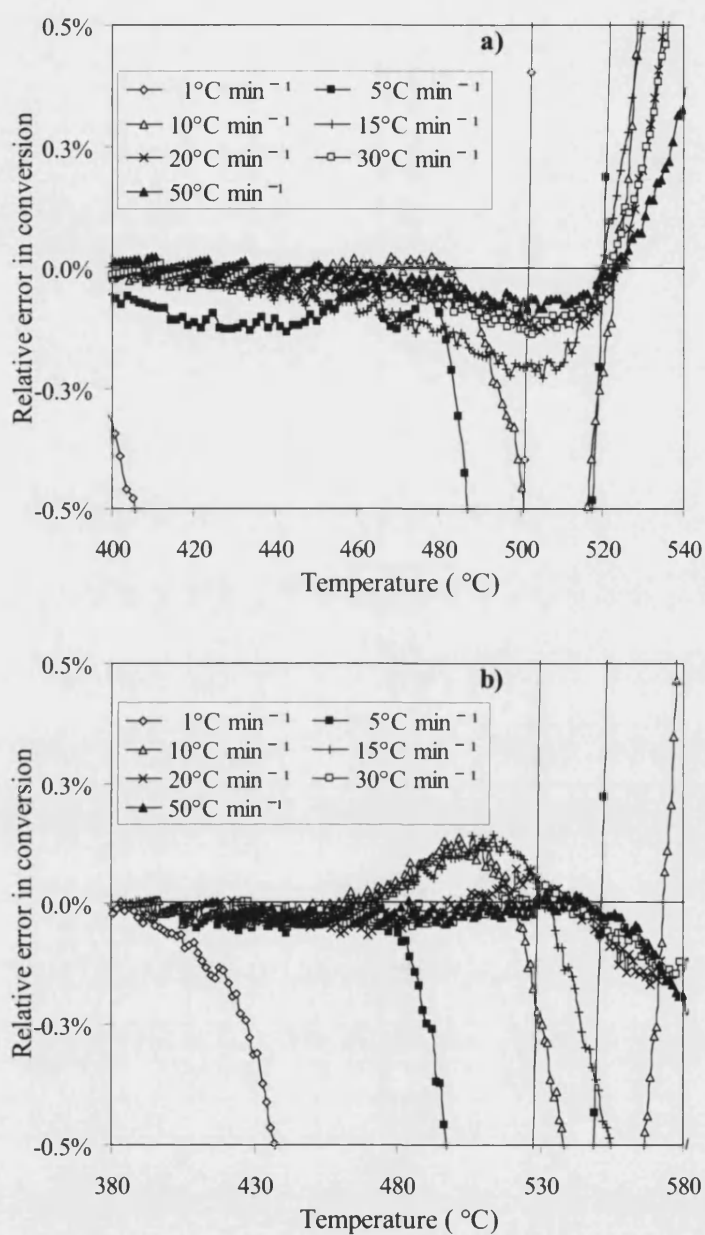 a)
0.5%
0.3%
0.0%
-0.3%
-0.5%
Relative error in conversion
1°C min⁻¹ 5°C min⁻¹
10°C min⁻¹ 15°C min⁻¹
20°C min⁻¹ 30°C min⁻¹
50°C min⁻¹
400 420 440 460 480 500 520 540
Temperature ( °C)
b)
0.5%
0.3%
0.0%
-0.3%
-0.5%
Relative error in conversion
1°C min⁻¹ 5°C min⁻¹
10°C min⁻¹ 15°C min⁻¹
20°C min⁻¹ 30°C min⁻¹
50°C min⁻¹
380 430 480 530 580
Temperature ( °C)